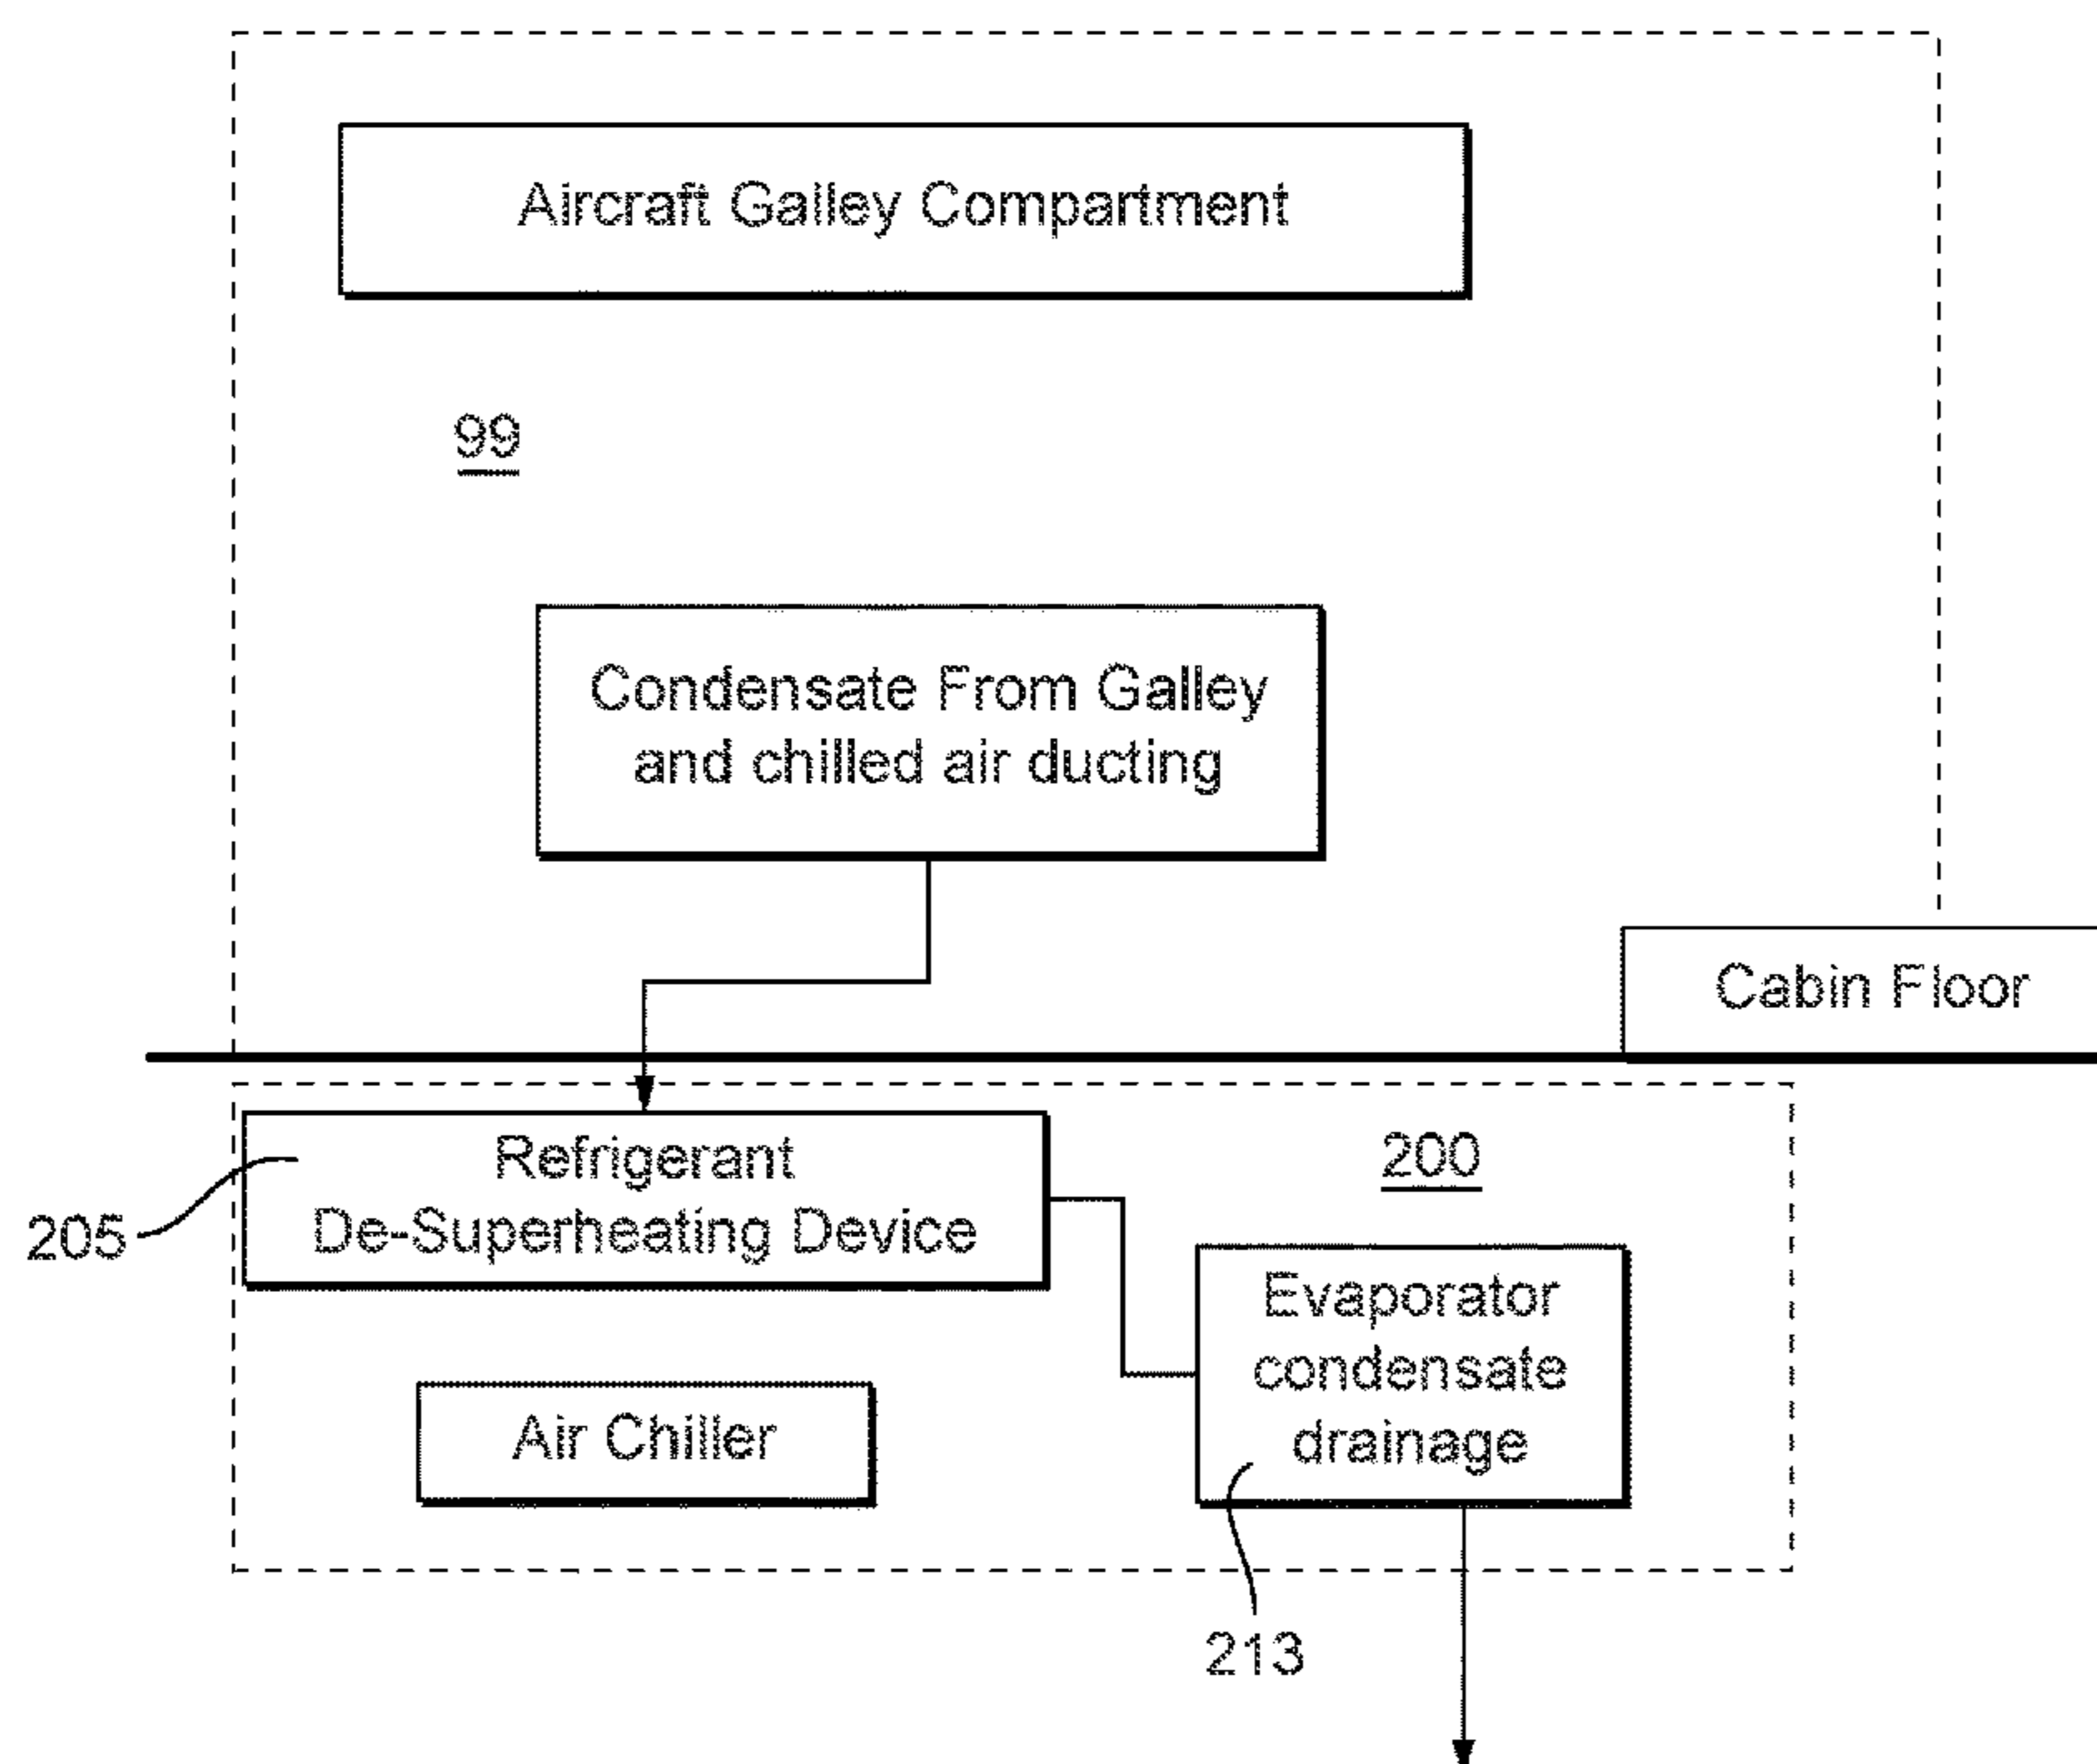 Aircraft Galley Compartment
99
Condensate From Galley
and chilled air ducting
Cabin Floor
Refrigerant
De-Superheating Device
205
200
Evaporator
condensate
drainage
Air Chiller
213